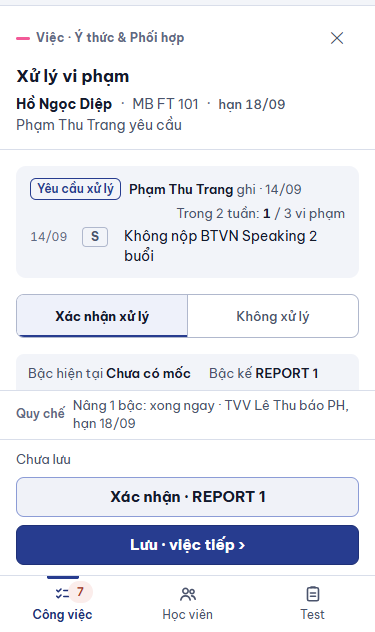 Việc · Ý thức & Phối hợp
Xử lý vi phạm
Hồ Ngọc Diệp · MB FT 101 · hạn 18/09
Phạm Thu Trang yêu cầu
Yêu cầu xử lý Phạm Thu Trang ghi · 14/09
Trong 2 tuần: 1 / 3 vi phạm
14/09 S Không nộp BTVN Speaking 2
buổi
Xác nhận xử lý Không xử lý
Bậc hiện tại Chưa có mốc Bậc kế REPORT 1
Quy chế Nâng 1 bậc: xong ngay · TVV Lê Thu báo PH,
hạn 18/09
Chưa lưu
Xác nhận · REPORT 1
Lưu · việc tiếp ›
7
Công việc Học viên Test